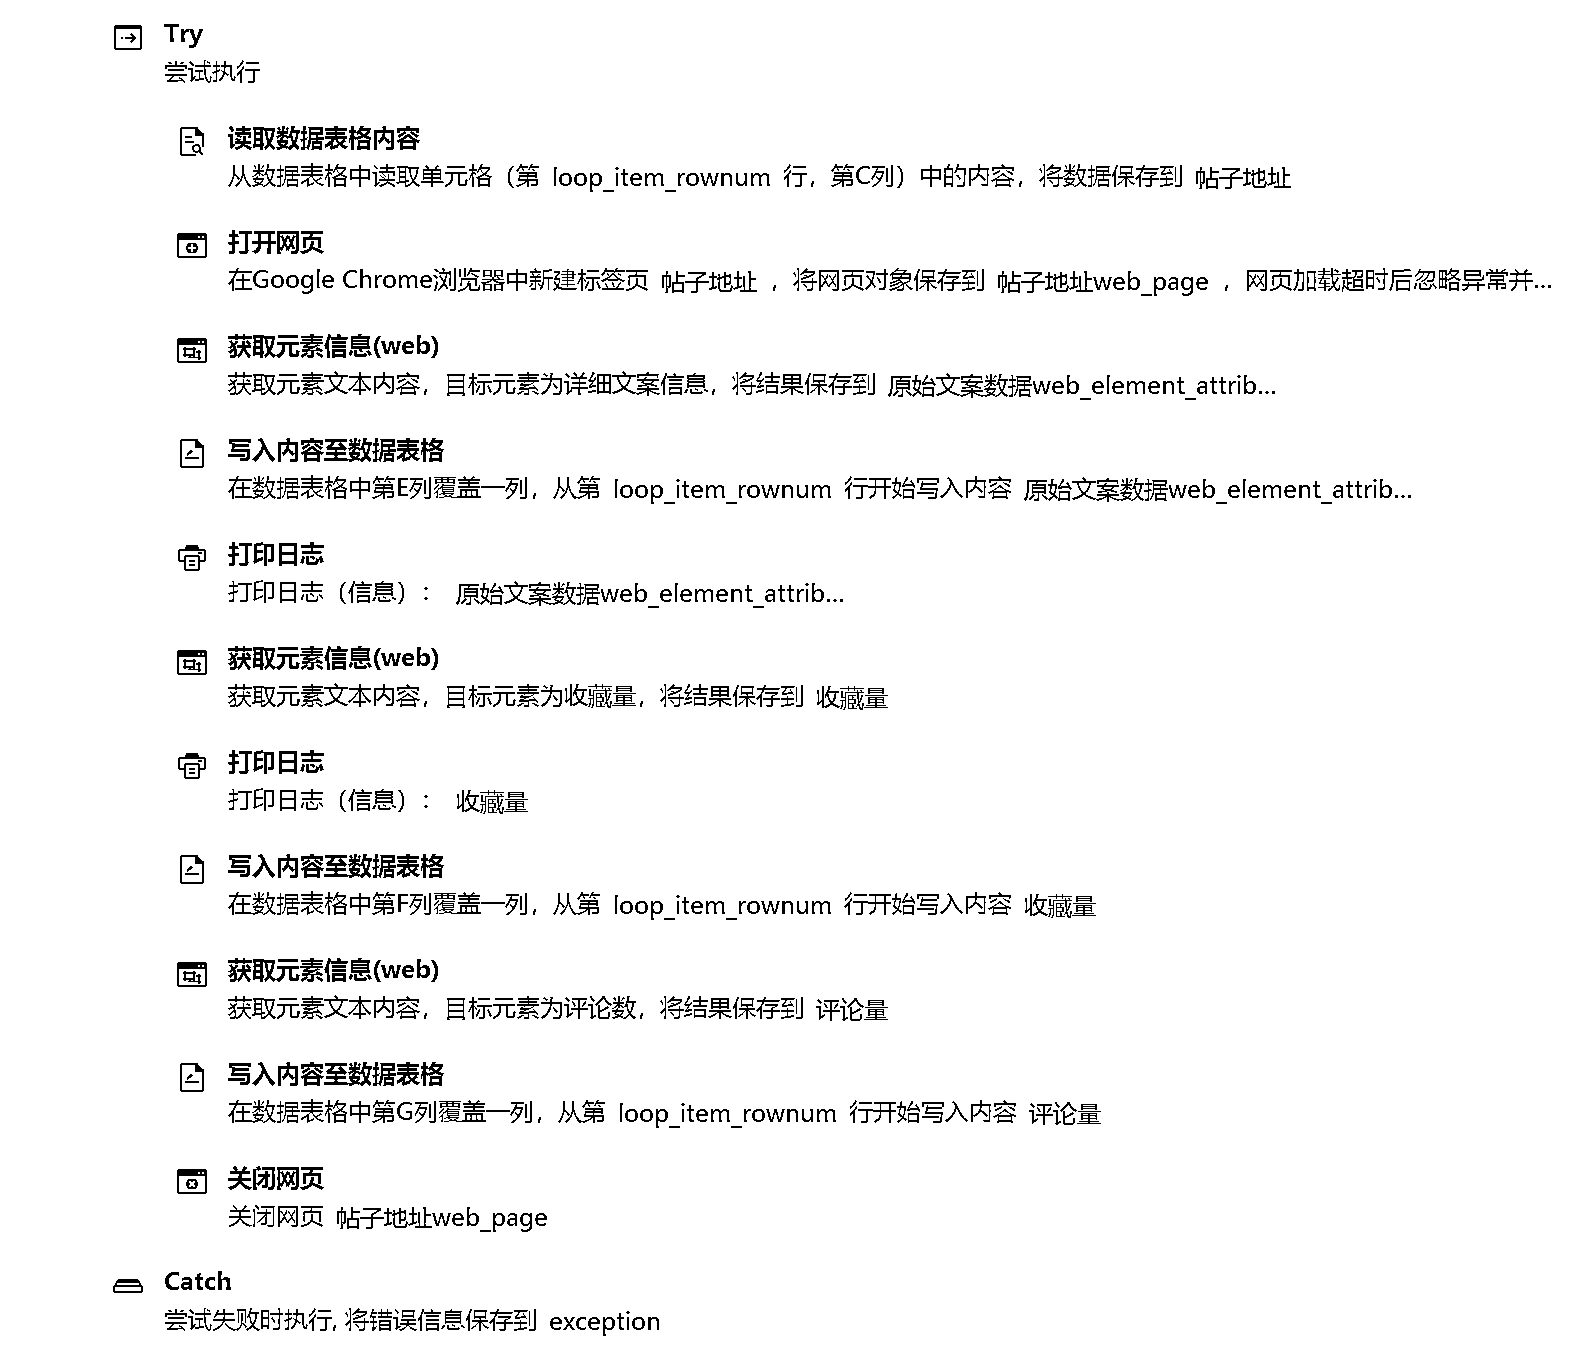 Try
尝试执行
读取数据表格内容
从数据表格中读取单元格（第 loop_item_rownum 行，第C列）中的内容，将数据保存到 帖子地址
打开网页
在Google Chrome浏览器中新建标签页 帖子地址 ，将网页对象保存到 帖子地址web_page ，网页加载超时后忽略异常并...
获取元素信息(web)
获取元素文本内容，目标元素为详细文案信息，将结果保存到 原始文案数据web_element_attrib...
写入内容至数据表格
在数据表格中第E列覆盖一列，从第 loop_item_rownum 行开始写入内容 原始文案数据web_element_attrib...
打印日志
打印日志（信息）： 原始文案数据web_element_attrib...
获取元素信息(web)
获取元素文本内容，目标元素为收藏量，将结果保存到 收藏量
打印日志
打印日志（信息）： 收藏量
写入内容至数据表格
在数据表格中第F列覆盖一列，从第 loop_item_rownum 行开始写入内容 收藏量
获取元素信息(web)
获取元素文本内容，目标元素为评论数，将结果保存到 评论量
写入内容至数据表格
在数据表格中第G列覆盖一列，从第 loop_item_rownum 行开始写入内容 评论量
关闭网页
关闭网页 帖子地址web_page
Catch
尝试失败时执行, 将错误信息保存到 exception